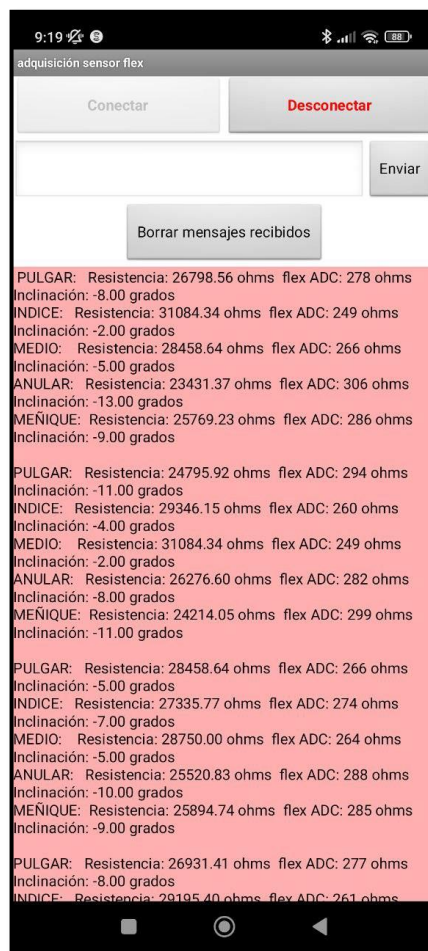 9:19
88
adquisición sensor flex
Conectar
Desconectar
Enviar
Borrar mensajes recibidos
PULGAR: Resistencia: 26798.56 ohms flex ADC: 278 ohms
Inclinación: -8.00 grados
INDICE: Resistencia: 31084.34 ohms flex ADC: 249 ohms
Inclinación: -2.00 grados
MEDIO: Resistencia: 28458.64 ohms flex ADC: 266 ohms
Inclinación: -5.00 grados
ANULAR: Resistencia: 23431.37 ohms flex ADC: 306 ohms
Inclinación: -13.00 grados
MEÑIQUE: Resistencia: 25769.23 ohms flex ADC: 286 ohms
Inclinación: -9.00 grados
PULGAR: Resistencia: 24795.92 ohms flex ADC: 294 ohms
Inclinación: -11.00 grados
INDICE: Resistencia: 29346.15 ohms flex ADC: 260 ohms
Inclinación: -4.00 grados
MEDIO: Resistencia: 31084.34 ohms flex ADC: 249 ohms
Inclinación: -2.00 grados
ANULAR: Resistencia: 26276.60 ohms flex ADC: 282 ohms
Inclinación: -8.00 grados
MEÑIQUE: Resistencia: 24214.05 ohms flex ADC: 299 ohms
Inclinación: -11.00 grados
PULGAR: Resistencia: 28458.64 ohms flex ADC: 266 ohms
Inclinación: -5.00 grados
INDICE: Resistencia: 27335.77 ohms flex ADC: 274 ohms
Inclinación: -7.00 grados
MEDIO: Resistencia: 28750.00 ohms flex ADC: 264 ohms
Inclinación: -5.00 grados
ANULAR: Resistencia: 25520.83 ohms flex ADC: 288 ohms
Inclinación: -10.00 grados
MEÑIQUE: Resistencia: 25894.74 ohms flex ADC: 285 ohms
Inclinación: -9.00 grados
PULGAR: Resistencia: 26931.41 ohms flex ADC: 277 ohms
Inclinación: -8.00 grados
INDICE: Resistencia: 29195.40 ohms flex ADC: 261 ohms